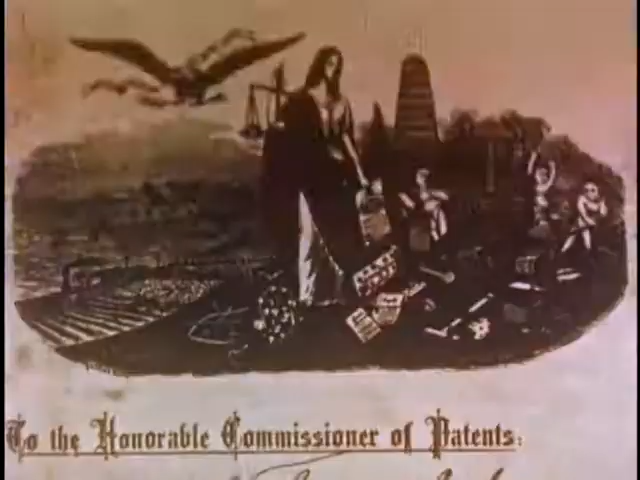 To the Honorable Commissioner of Patents: